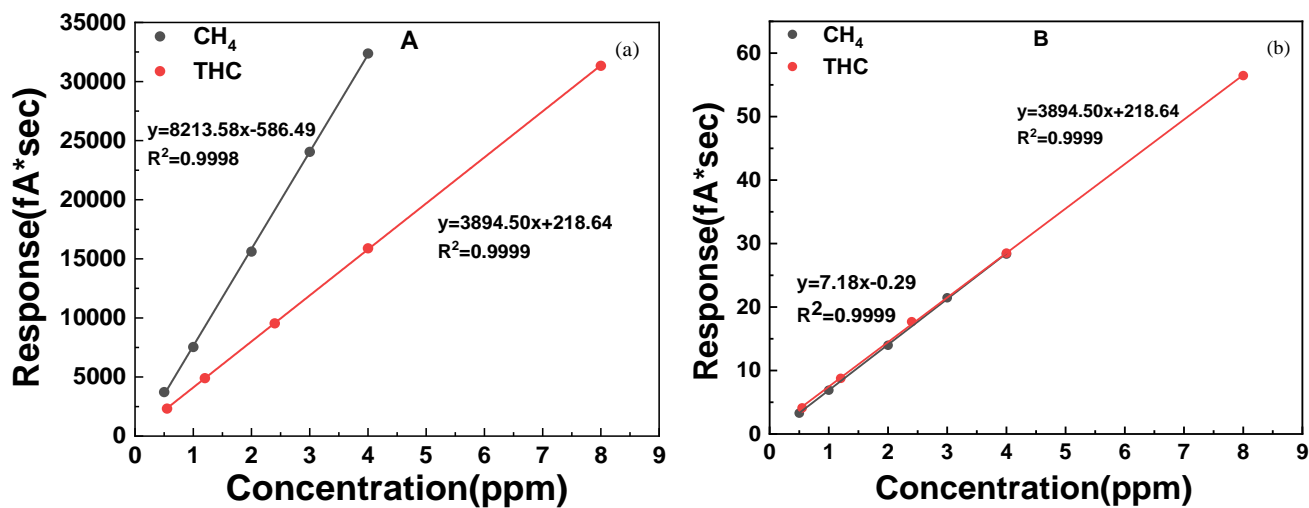 A
(a)
CH₄
THC
y=8213.58x-586.49
R²=0.9998
y=3894.50x+218.64
R²=0.9999
35000
30000
25000
20000
15000
10000
5000
0
0 1 2 3 4 5 6 7 8 9
Response(fA*sec)
Concentration(ppm)
B
(b)
CH₄
THC
y=3894.50x+218.64
R²=0.9999
y=7.18x-0.29
R²=0.9999
60
50
40
30
20
10
0
0 1 2 3 4 5 6 7 8 9
Response(fA*sec)
Concentration(ppm)